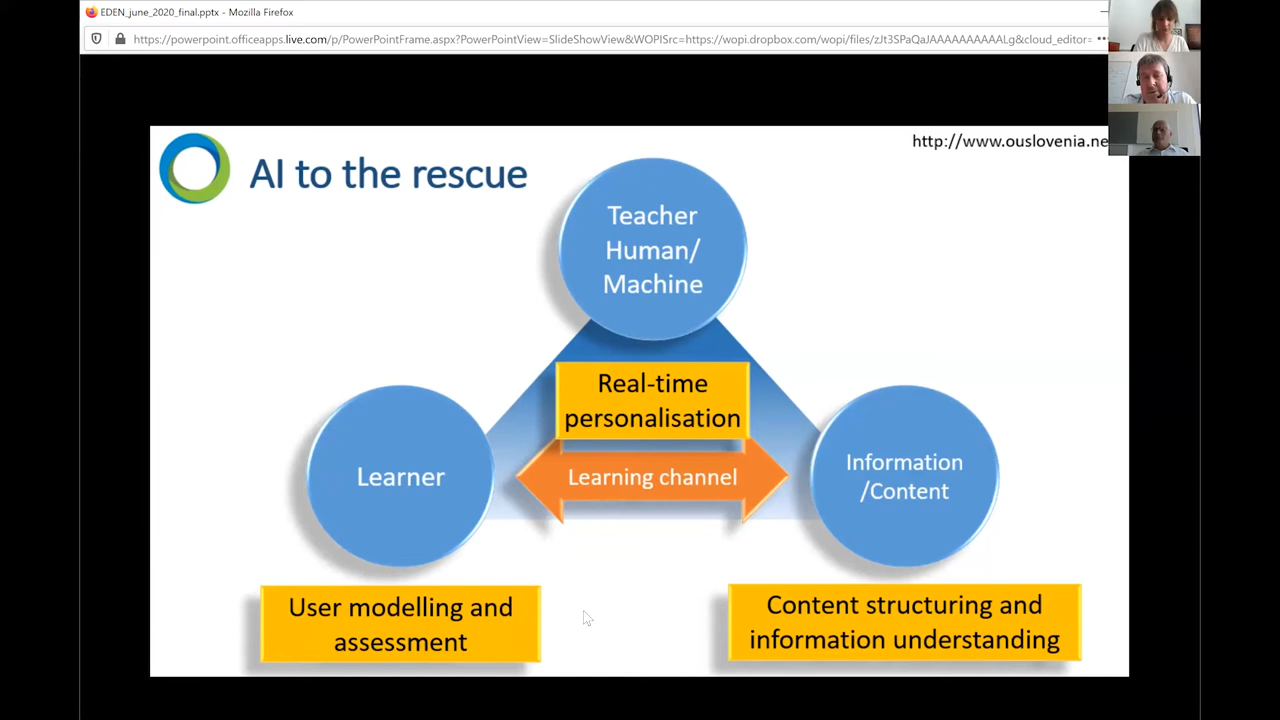 EDEN_june_2020_final.pptx - Mozilla Firefox
https://powerpoint.officeapps.live.com/p/PowerPointFrame.aspx?PowerPointView=SlideShowView&WOPISrc=https://wopi.dropbox.com/wopi/files/zJt3SPaQaJAAAAAAAAAALg&cloud_editor=
http://www.ouslovenia.ne
AI to the rescue
Teacher
Human/
Machine
Real-time
personalisation
Learner
Learning channel
Information
/Content
User modelling and
assessment
Content structuring and
information understanding